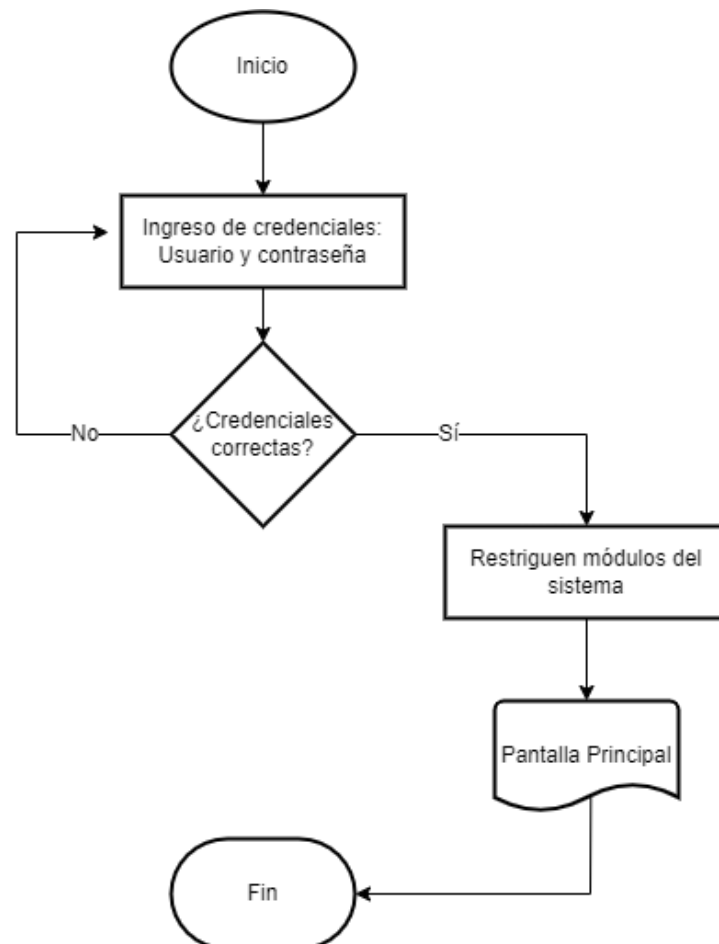 Inicio
Ingreso de credenciales:
Usuario y contraseña
¿Credenciales
correctas?
No
Sí
Restriguen módulos del
sistema
Pantalla Principal
Fin